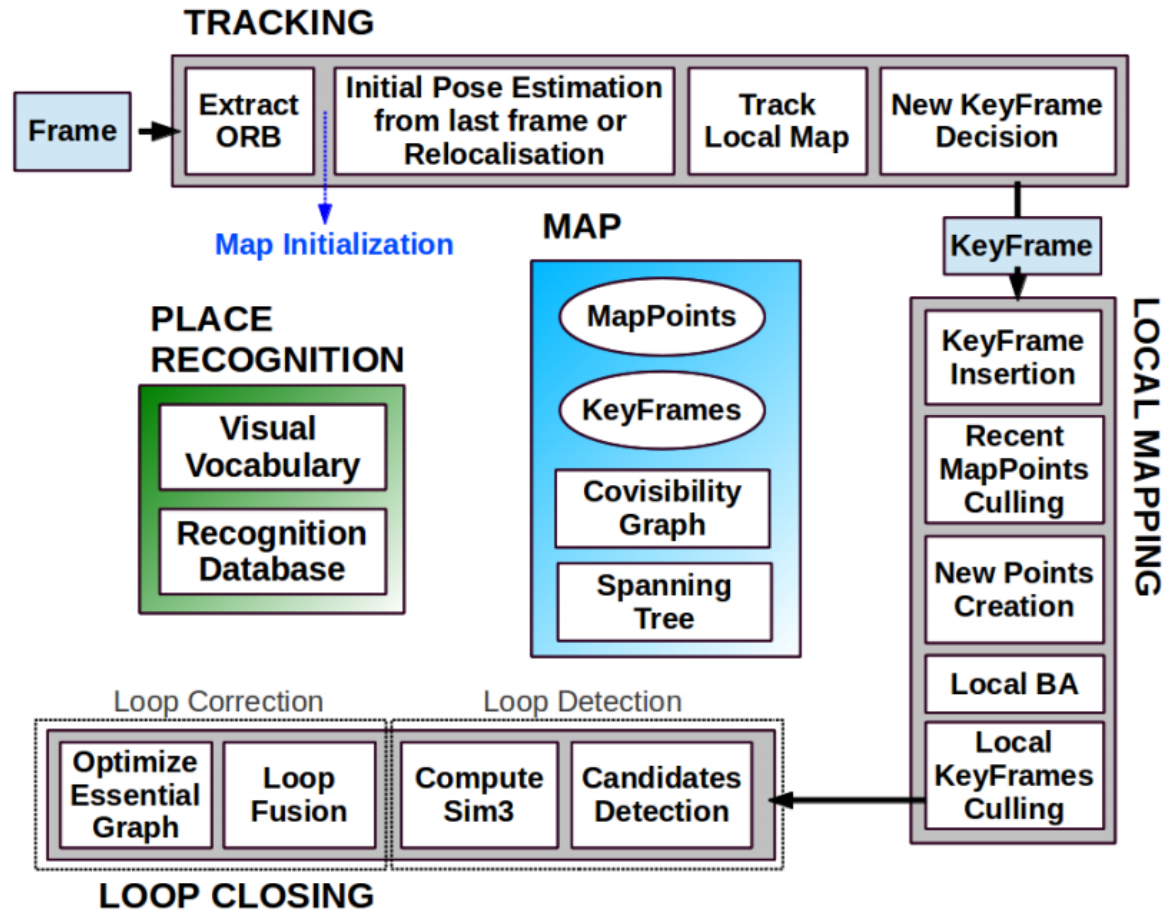 TRACKING
Frame
Extract
ORB
Initial Pose Estimation
from last frame or
Relocalisation
Track
Local Map
New KeyFrame
Decision
Map Initialization
MAP
KeyFrame
PLACE
RECOGNITION
Visual
Vocabulary
Recognition
Database
MapPoints
KeyFrames
Covisibility
Graph
Spanning
Tree
LOCAL MAPPING
KeyFrame
Insertion
Recent
MapPoints
Culling
New Points
Creation
Local BA
Local
KeyFrames
Culling
Loop Correction
Loop Detection
Optimize
Essential
Graph
Loop
Fusion
Compute
Sim3
Candidates
Detection
LOOP CLOSING